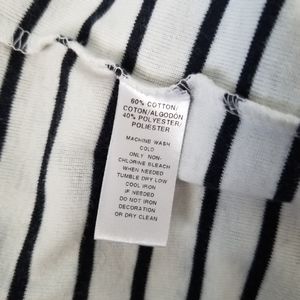 60% COTTON/
COTON/ALGODÓN
40% POLYESTER/
POLIESTER
MACHINE WASH
COLD
ONLY NON-
CHLORINE BLEACH
WHEN NEEDED
TUMBLE DRY LOW
COOL IRON
IF NEEDED
DO NOT IRON
DECORATION
OR DRY CLEAN